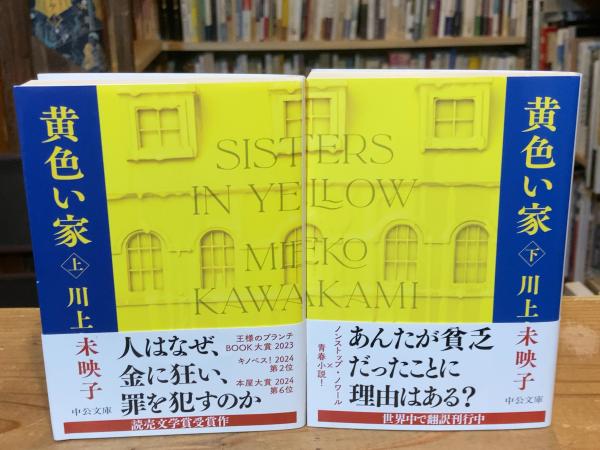 黄色い家
上
川上
未映子
中公文庫
SISTERS
IN YELLOW
MIEKO
KAWAKAMI
人はなぜ、
金に狂い、
罪を犯すのか
王様のブランチ
BOOK大賞 2023
キノベス! 2024
第2位
本屋大賞 2024
第6位
読売文学賞受賞作
黄色い家
下
川上
未映子
中公文庫
あんたが貧乏
だったことに
理由はある?
ノンストップ・ノワール
×
青春小説!
世界中で翻訳刊行中